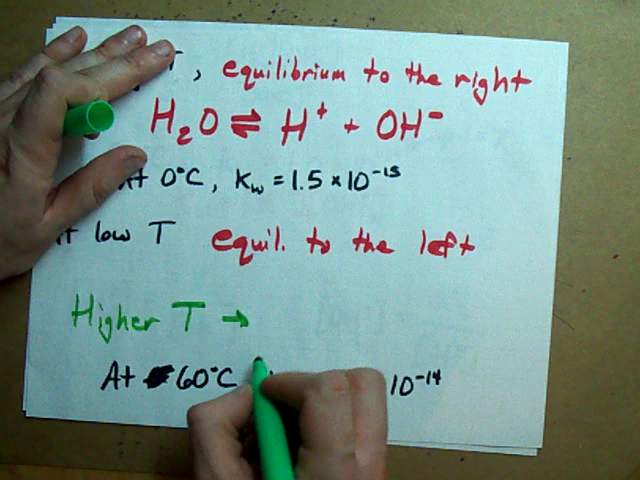 T, equilibrium to the right
H₂O ⇌ H⁺ + OH⁻
At 0°C, Kw = 1.5 × 10⁻¹⁵
At low T equil. to the left
Higher T →
At 60°C 10⁻¹⁴